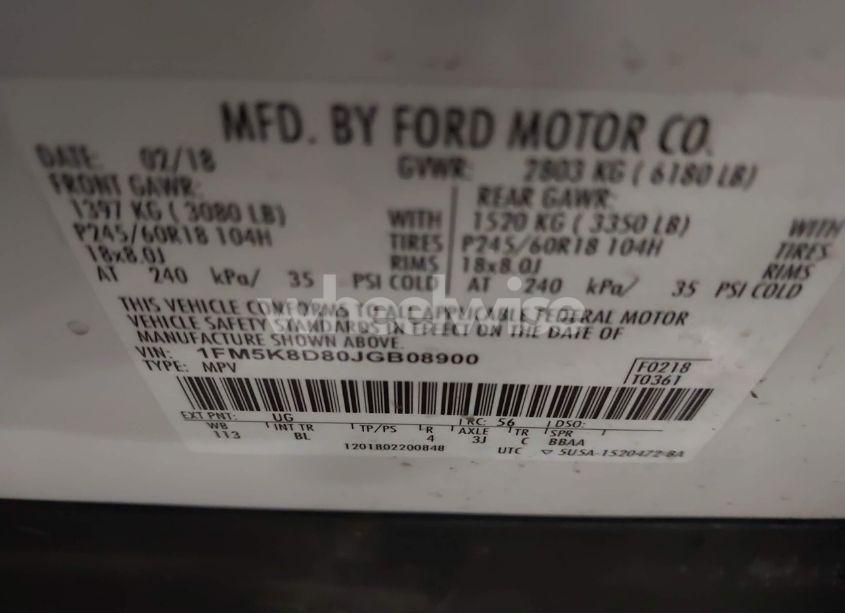 MFD. BY FORD MOTOR CO.
DATE: 02/18 GVWR: 2803 KG ( 6180 LB)
FRONT GAWR: REAR GAWR:
1397 KG ( 3080 LB) WITH 1520 KG ( 3350 LB) WITH
P245/60R18 104H TIRES P245/60R18 104H TIRES
18x8.0J RIMS 18x8.0J RIMS
AT 240 kPa/ 35 PSI COLD AT 240 kPa/ 35 PSI COLD
wheelwise
THIS VEHICLE CONFORMS TO ALL APPLICABLE FEDERAL MOTOR
VEHICLE SAFETY STANDARDS IN EFFECT ON THE DATE OF
MANUFACTURE SHOWN ABOVE.
VIN: 1FM5K8D80JGB08900 F0218
TYPE: MPV T0361
EXT PNT: UG RC: 56 DSO:
WB INT TR TP/PS R AXLE TR SPR
113 BL 4 3J C BBAA
1201802200848 UTC ▽ 5U5A-1520472-BA